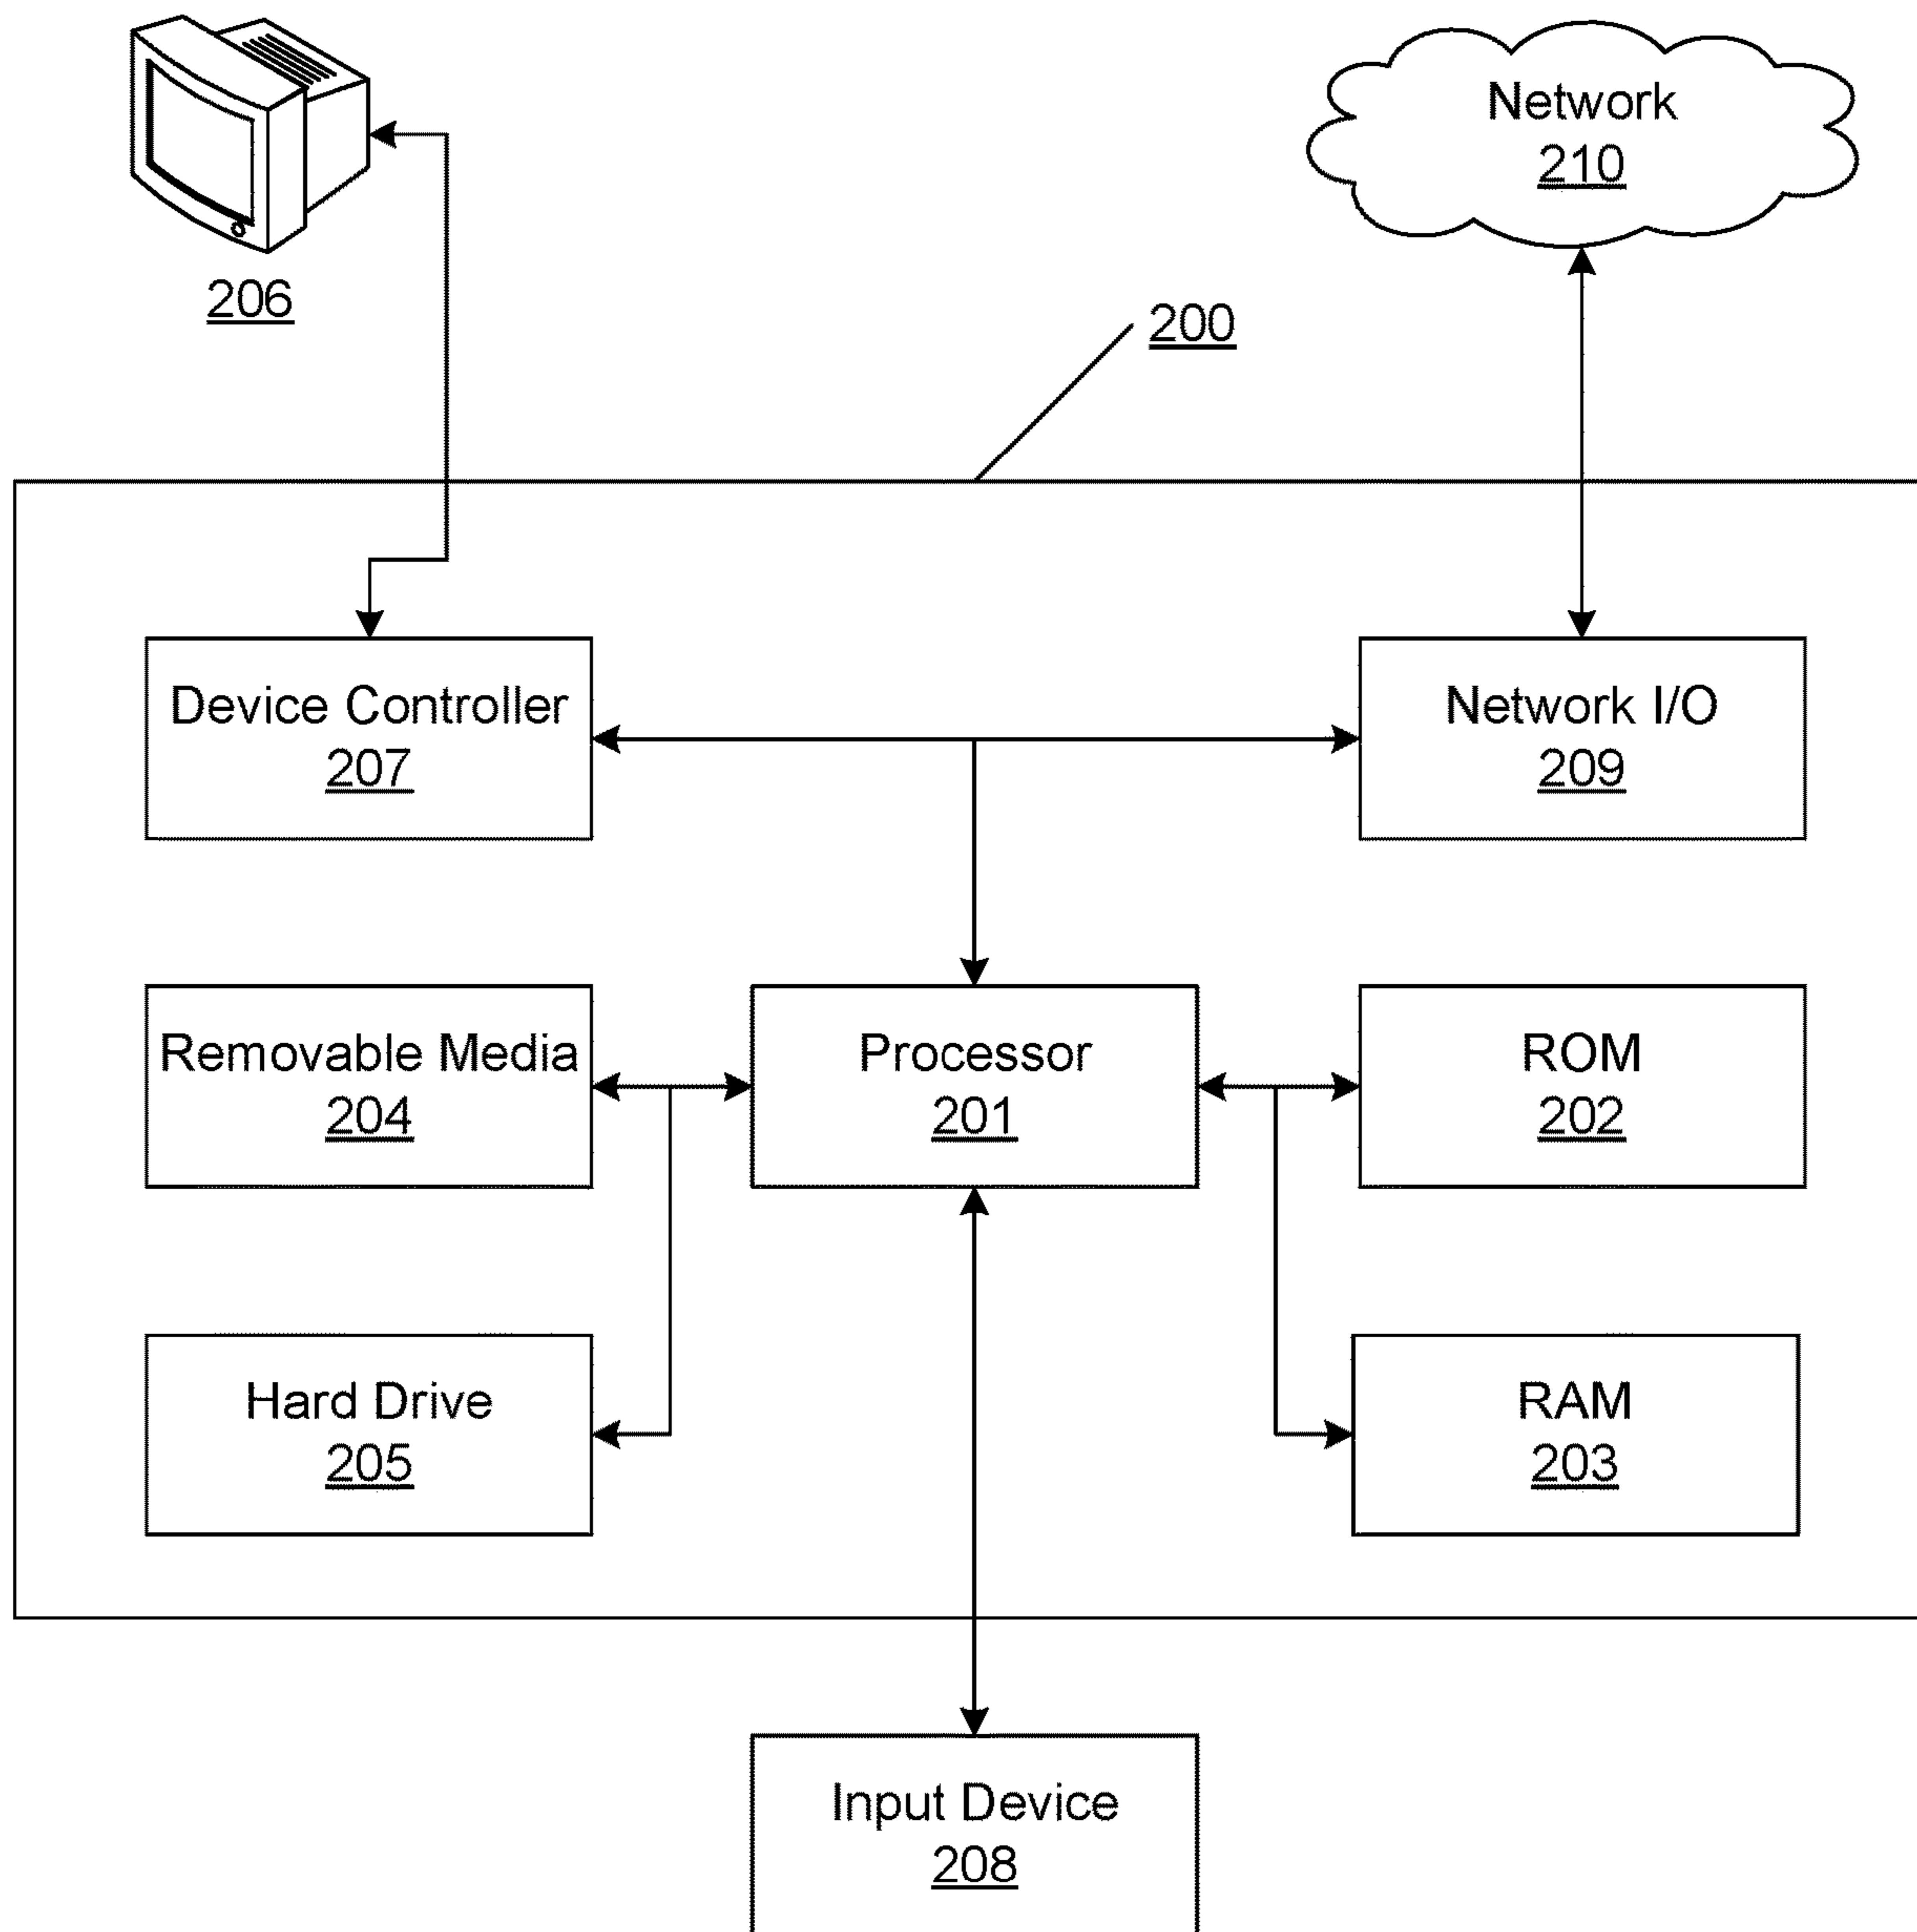 Network
210
206
200
Device Controller
207
Network I/O
209
Removable Media
204
Processor
201
ROM
202
Hard Drive
205
RAM
203
Input Device
208